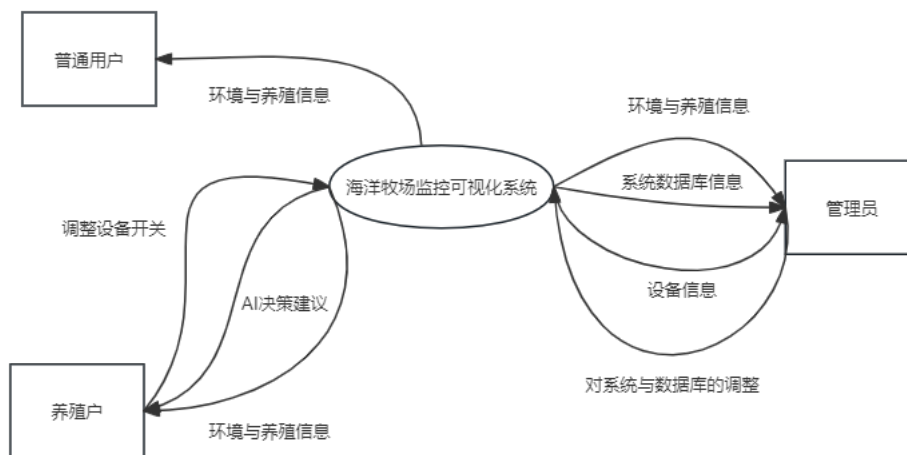 普通用户
环境与养殖信息
环境与养殖信息
海洋牧场监控可视化系统
系统数据库信息
管理员
调整设备开关
设备信息
AI决策建议
对系统与数据库的调整
养殖户
环境与养殖信息